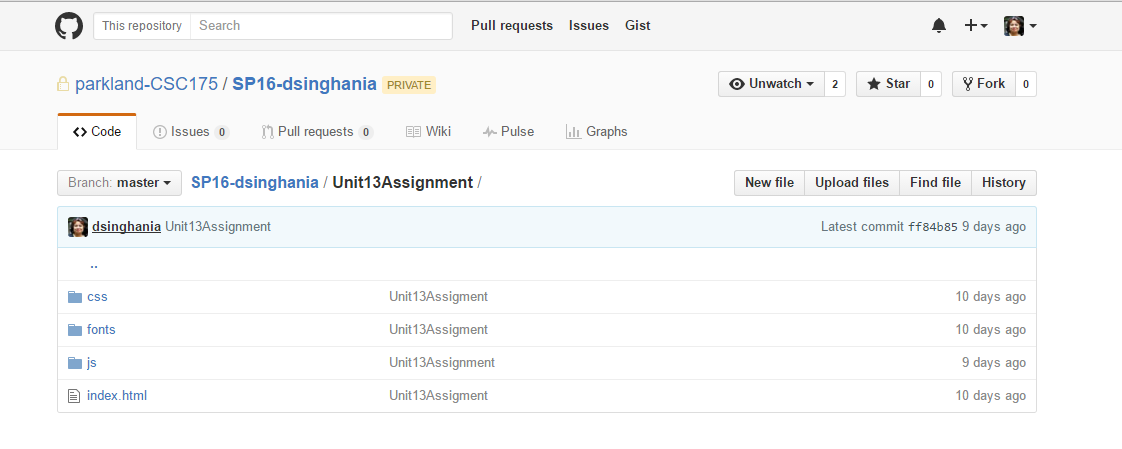 This repository Search Pull requests Issues Gist
parkland-CSC175 / SP16-dsinghania PRIVATE Unwatch 2 Star 0 Fork 0
Code Issues 0 Pull requests 0 Wiki Pulse Graphs
Branch: master SP16-dsinghania / Unit13Assignment / New file Upload files Find file History
dsinghania Unit13Assignment Latest commit ff84b85 9 days ago
..
css Unit13Assigment 10 days ago
fonts Unit13Assigment 10 days ago
js Unit13Assignment 9 days ago
index.html Unit13Assigment 10 days ago